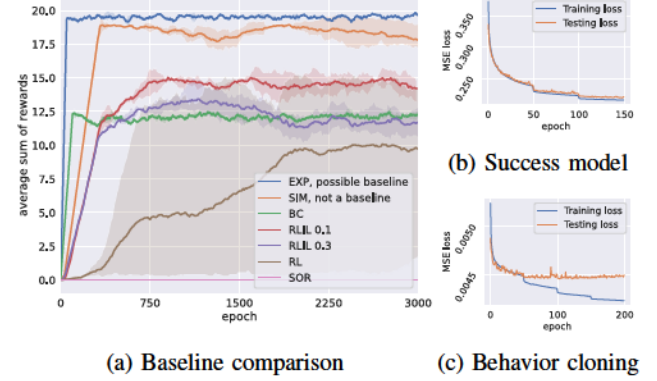 average sum of rewards
20.0
17.5
15.0
12.5
10.0
7.5
5.0
2.5
0.0
EXP, possible baseline
SIM, not a baseline
BC
RLIL 0.1
RLIL 0.3
RL
SOR
0 750 1500 2250 3000
epoch
(a) Baseline comparison
MSE loss
0.350
0.300
0.250
Training loss
Testing loss
0 50 100 150
epoch
(b) Success model
MSE loss
0.0050
0.0045
Training loss
Testing loss
0 50 100 150 200
epoch
(c) Behavior cloning